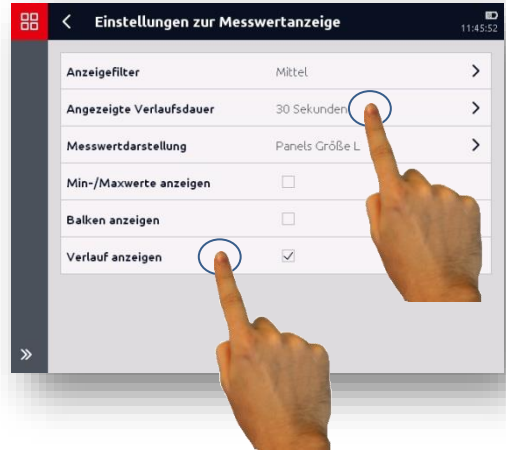 Einstellungen zur Messwertanzeige
11:45:52
Anzeigefilter Mittel
Angezeigte Verlaufsdauer 30 Sekunden
Messwertdarstellung Panels Größe L
Min-/Maxwerte anzeigen
Balken anzeigen
Verlauf anzeigen